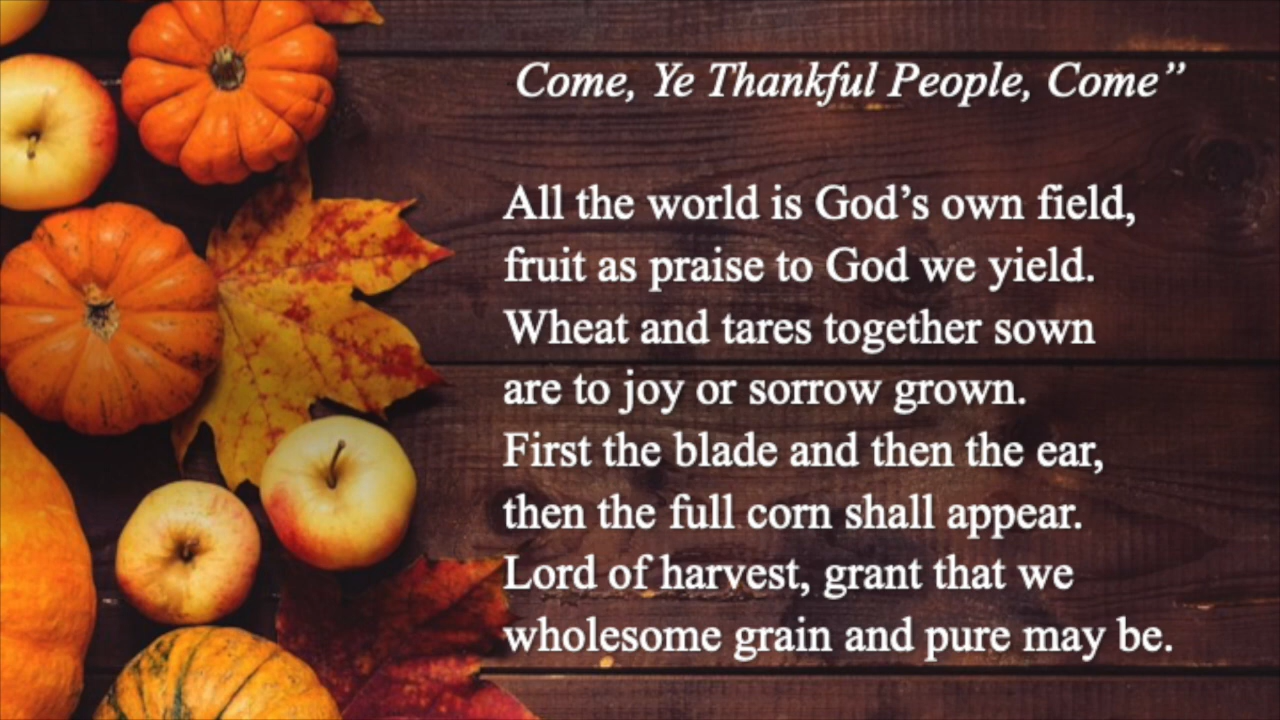 Come, Ye Thankful People, Come”
All the world is God’s own field,
fruit as praise to God we yield.
Wheat and tares together sown
are to joy or sorrow grown.
First the blade and then the ear,
then the full corn shall appear.
Lord of harvest, grant that we
wholesome grain and pure may be.